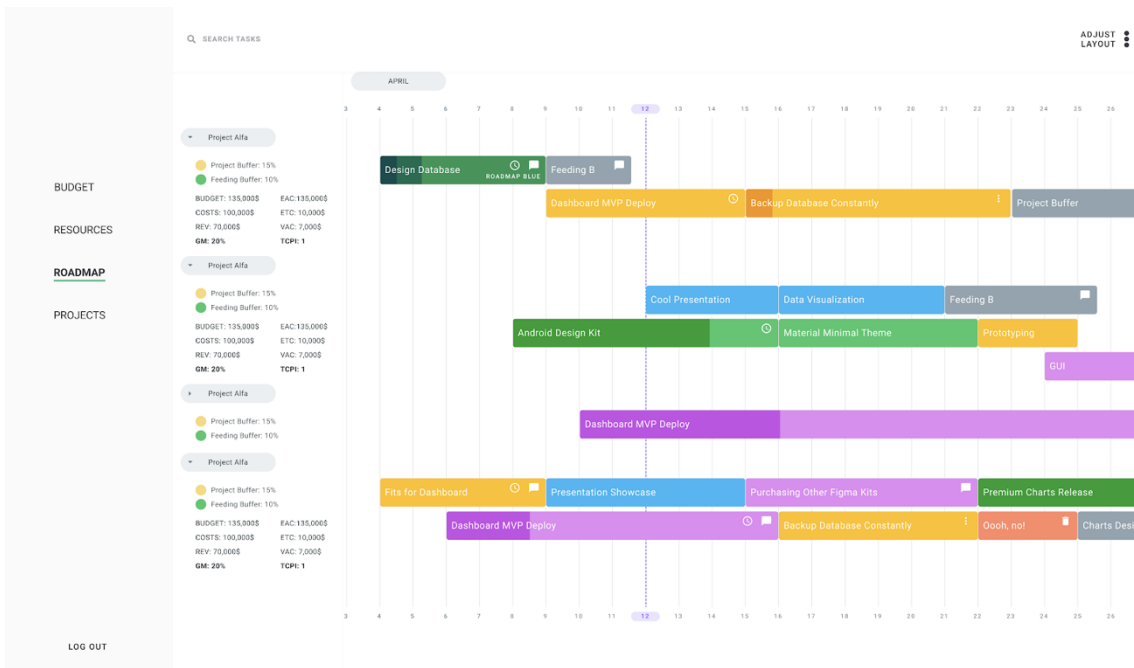 SEARCH TASKS
ADJUST
LAYOUT
APRIL
3 4 5 6 7 8 9 10 11 12 13 14 15 16 17 18 19 20 21 22 23 24 25 26
BUDGET
RESOURCES
ROADMAP
PROJECTS
LOG OUT
Project Alfa
Project Buffer: 15%
Feeding Buffer: 10%
BUDGET: 135,000$ EAC:135,000$
COSTS: 100,000$ ETC: 10,000$
REV: 70,000$ VAC: 7,000$
GM: 20% TCPI: 1
Design Database
ROADMAP BLUE
Feeding B
Dashboard MVP Deploy
Backup Database Constantly
Project Buffer
Project Alfa
Project Buffer: 15%
Feeding Buffer: 10%
BUDGET: 135,000$ EAC:135,000$
COSTS: 100,000$ ETC: 10,000$
REV: 70,000$ VAC: 7,000$
GM: 20% TCPI: 1
Cool Presentation
Data Visualization
Feeding B
Android Design Kit
Material Minimal Theme
Prototyping
GUI
Project Alfa
Project Buffer: 15%
Feeding Buffer: 10%
Dashboard MVP Deploy
Project Alfa
Project Buffer: 15%
Feeding Buffer: 10%
BUDGET: 135,000$ EAC:135,000$
COSTS: 100,000$ ETC: 10,000$
REV: 70,000$ VAC: 7,000$
GM: 20% TCPI: 1
Fits for Dashboard
Presentation Showcase
Purchasing Other Figma Kits
Premium Charts Release
Dashboard MVP Deploy
Backup Database Constantly
Oooh, no!
Charts Desi
3 4 5 6 7 8 9 10 11 12 13 14 15 16 17 18 19 20 21 22 23 24 25 26